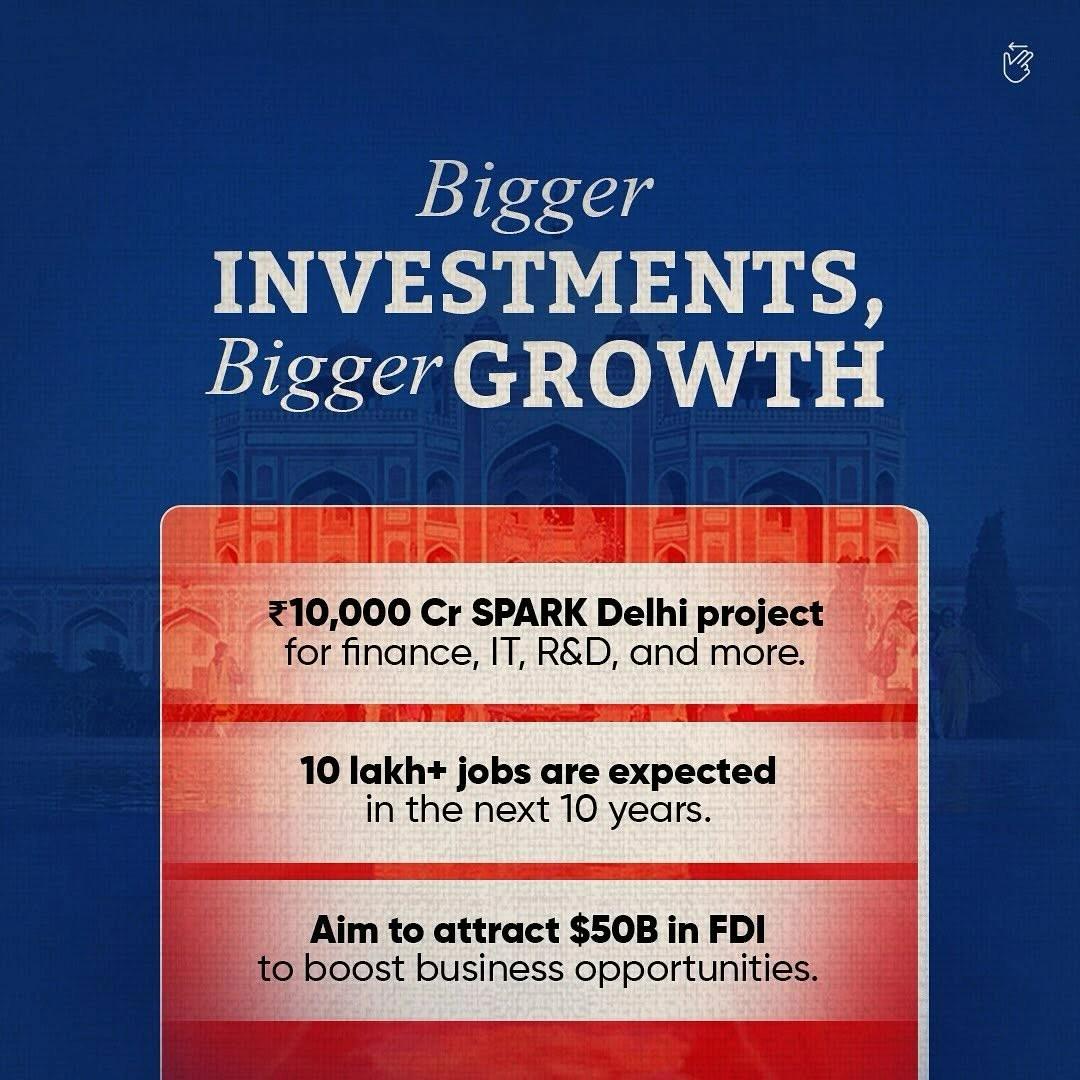 Bigger
INVESTMENTS,
Bigger GROWTH
₹10,000 Cr SPARK Delhi project
for finance, IT, R&D, and more.
10 lakh+ jobs are expected
in the next 10 years.
Aim to attract $50B in FDI
to boost business opportunities.